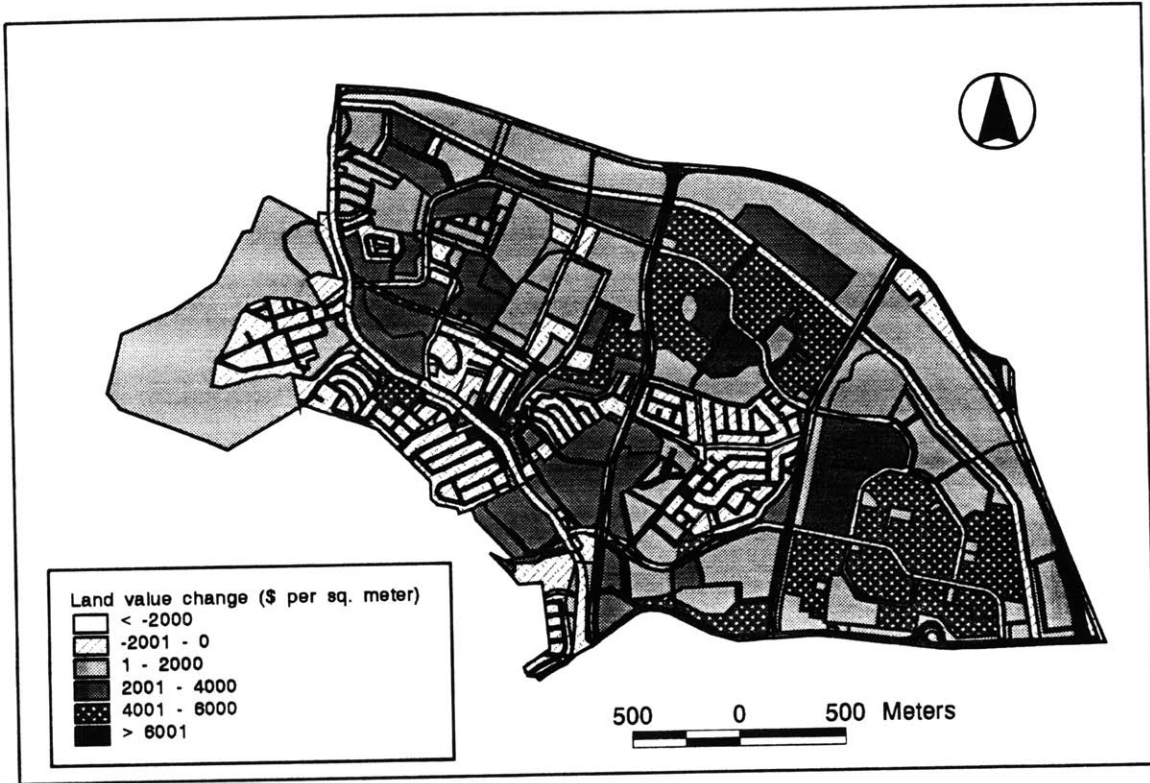 Land value change ($ per sq. meter)
< -2000
-2001 - 0
1 - 2000
2001 - 4000
4001 - 6000
> 6001
500 0 500 Meters